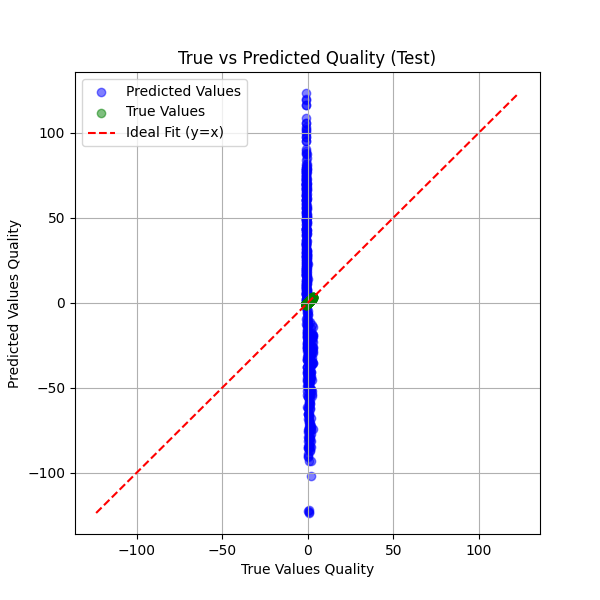 True vs Predicted Quality (Test)
Predicted Values
True Values
Ideal Fit (y=x)
Predicted Values Quality
100
50
0
−50
−100
−100
−50
0
50
100
True Values Quality